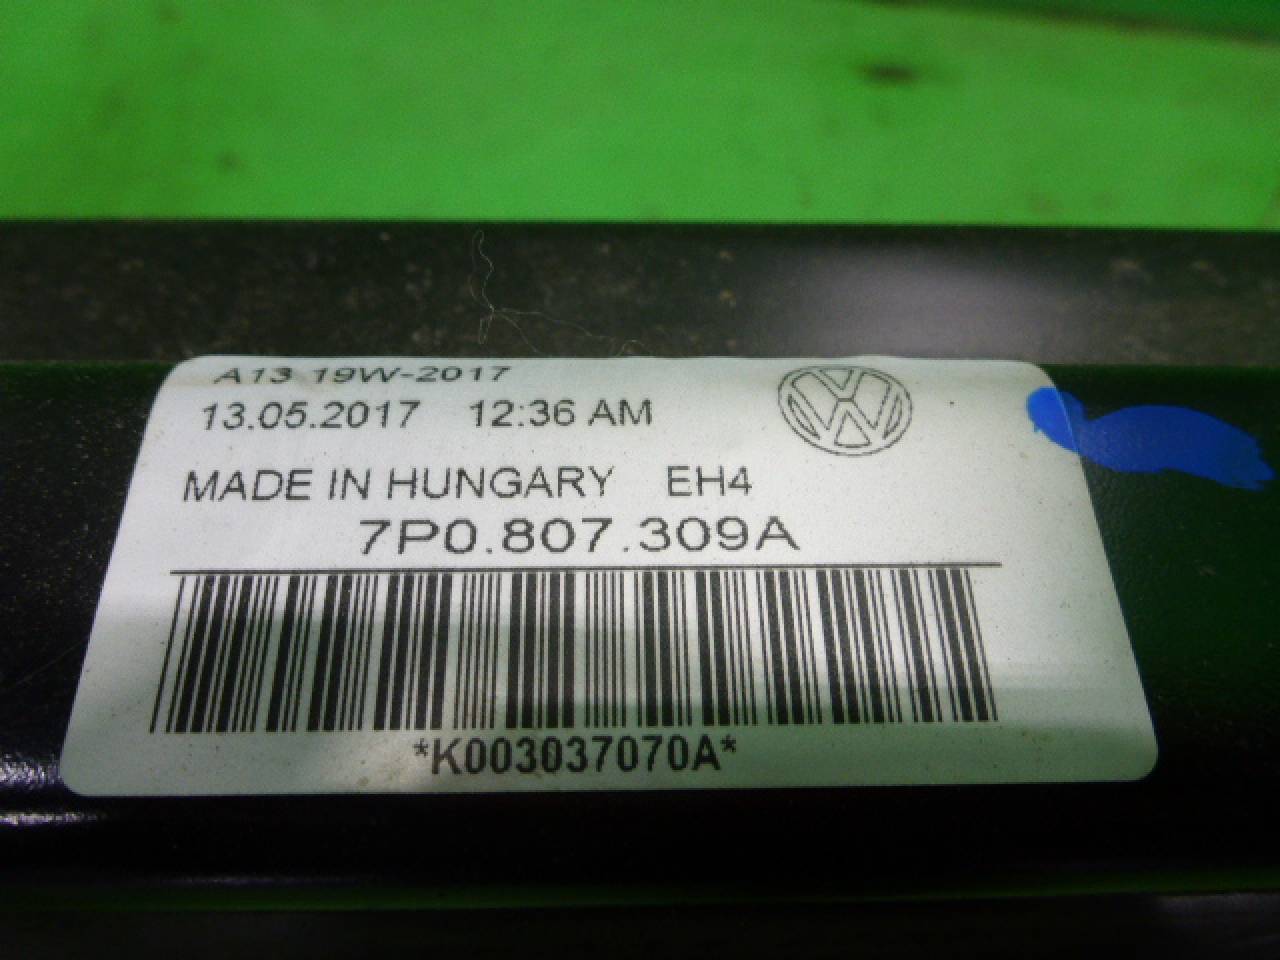 A13 19W-2017
13.05.2017 12:36 AM
MADE IN HUNGARY EH4
7P0.807.309A
*K003037070A*